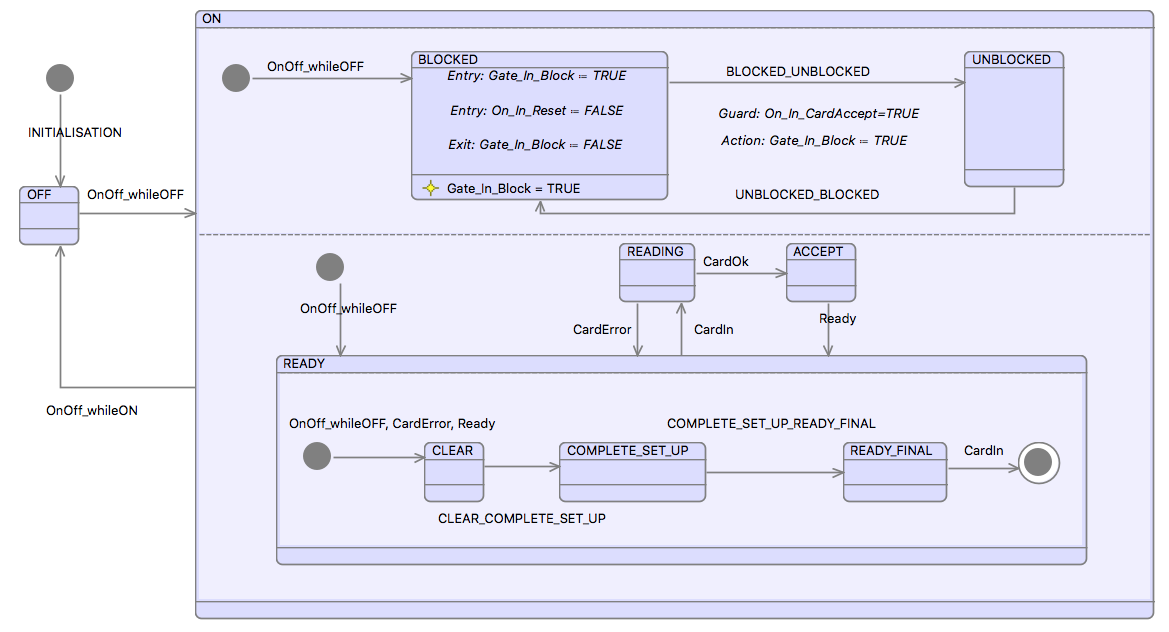 ON
OnOff_whileOFF
BLOCKED
Entry: Gate_In_Block ≔ TRUE
Entry: On_In_Reset ≔ FALSE
Exit: Gate_In_Block ≔ FALSE
Gate_In_Block = TRUE
BLOCKED_UNBLOCKED
Guard: On_In_CardAccept=TRUE
Action: Gate_In_Block ≔ TRUE
UNBLOCKED
UNBLOCKED_BLOCKED
INITIALISATION
OFF
OnOff_whileOFF
OnOff_whileON
READING
CardOk
ACCEPT
OnOff_whileOFF
CardError
CardIn
Ready
READY
OnOff_whileOFF, CardError, Ready
COMPLETE_SET_UP_READY_FINAL
CLEAR
COMPLETE_SET_UP
READY_FINAL
CardIn
CLEAR_COMPLETE_SET_UP